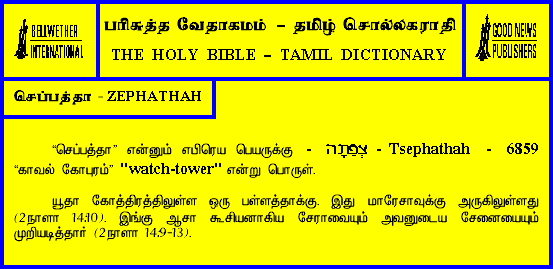 BELLWETHER
INTERNATIONAL
பரிசுத்த வேதாகமம் – தமிழ் சொல்லகராதி
THE HOLY BIBLE – TAMIL DICTIONARY
GOOD NEWS
PUBLISHERS
செப்பத்தா - ZEPHATHAH
“செப்பத்தா” என்னும் எபிரெய பெயருக்கு - צְפָתָה - Tsephathah - 6859
“காவல் கோபுரம்” "watch-tower" என்று பொருள்.
யூதா கோத்திரத்திலுள்ள ஒரு பள்ளத்தாக்கு. இது மாரேசாவுக்கு அருகிலுள்ளது
(2நாளா 14:10). இங்கு ஆசா கூசியனாகிய சேராவையும் அவனுடைய சேனையையும்
முறியடித்தார் (2நாளா 14:9-13).